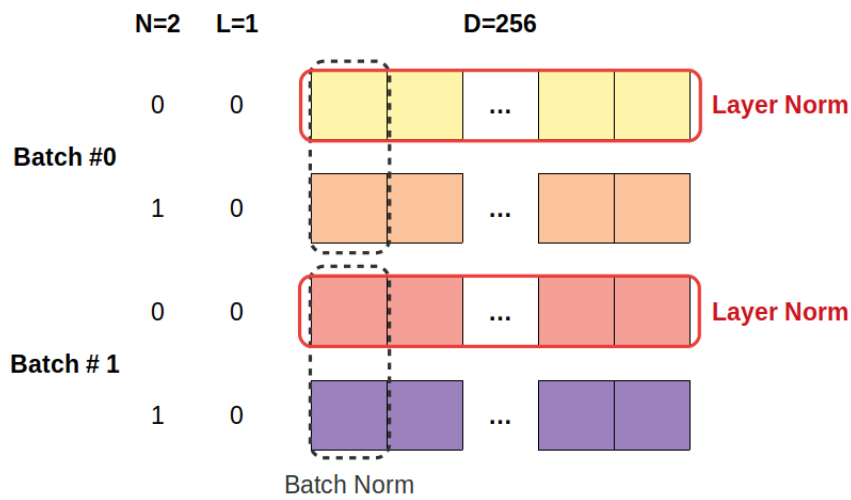 N=2 L=1 D=256
0 0 ... Layer Norm
Batch #0
1 0 ...
0 0 ... Layer Norm
Batch # 1
1 0 ...
Batch Norm